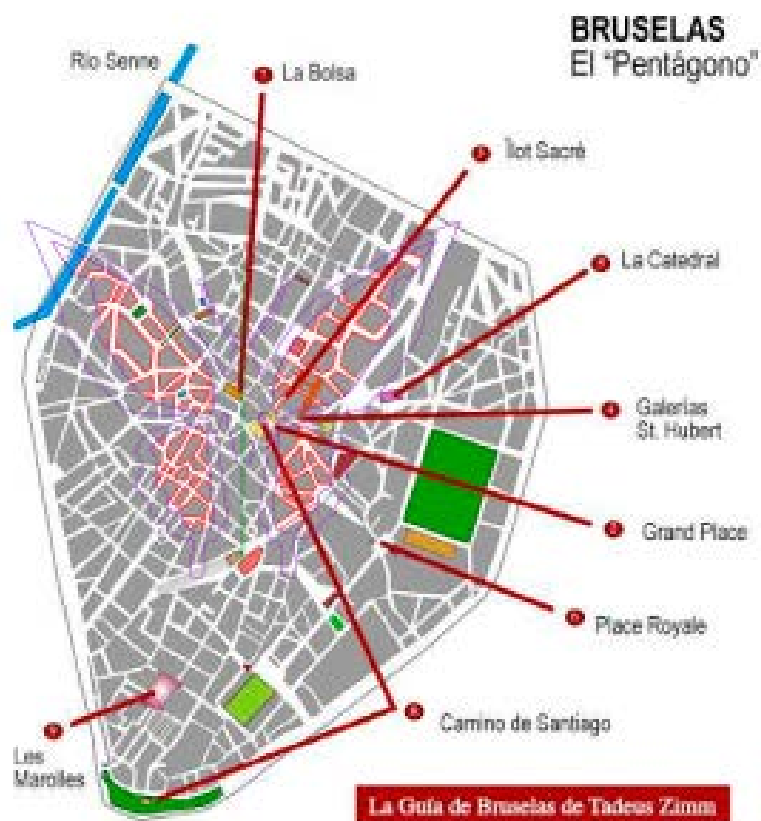 BRUSELAS
El "Pentágono"
Río Senne
La Bolsa
Îlot Sacré
La Catedral
Galerías
St. Hubert
Grand Place
Place Royale
Camino de Santiago
Les
Marolles
La Guía de Bruselas de Tadeus Zimm